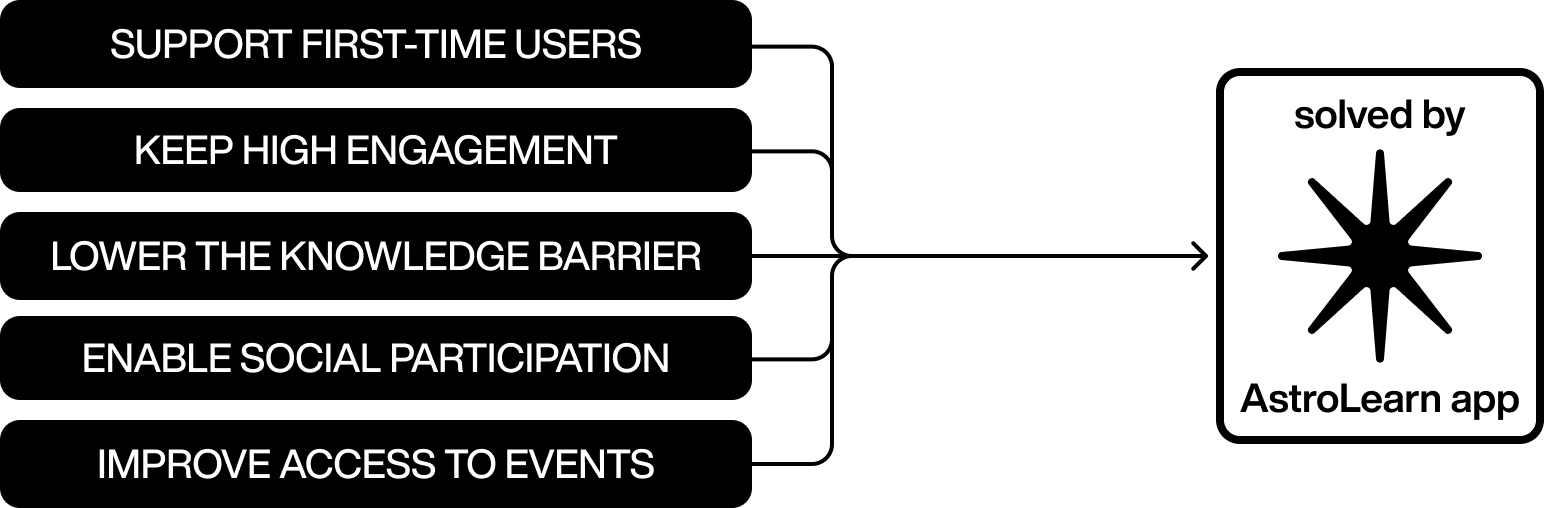 SUPPORT FIRST-TIME USERS
KEEP HIGH ENGAGEMENT
LOWER THE KNOWLEDGE BARRIER
ENABLE SOCIAL PARTICIPATION
IMPROVE ACCESS TO EVENTS
solved by
AstroLearn app